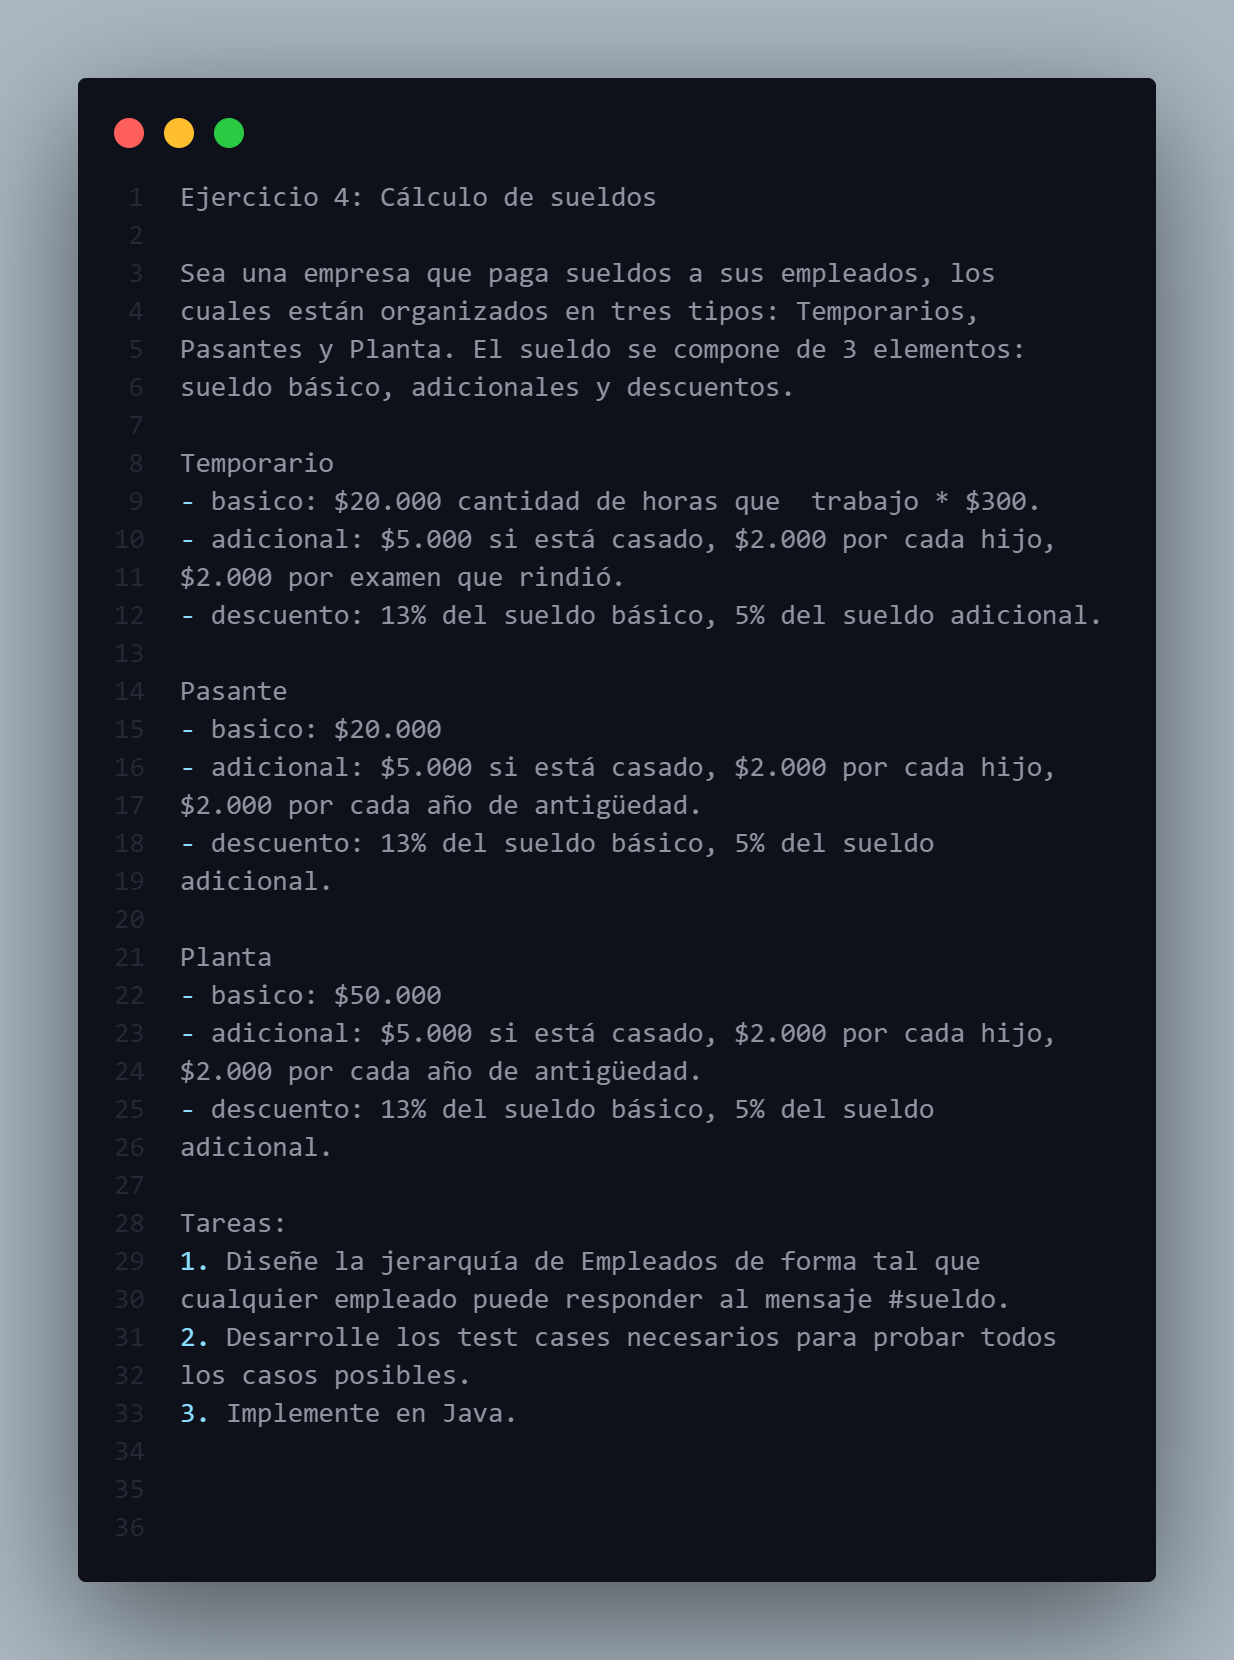 1 Ejercicio 4: Cálculo de sueldos
2
3 Sea una empresa que paga sueldos a sus empleados, los
4 cuales están organizados en tres tipos: Temporarios,
5 Pasantes y Planta. El sueldo se compone de 3 elementos:
6 sueldo básico, adicionales y descuentos.
7
8 Temporario
9 - basico: $20.000 cantidad de horas que  trabajo * $300.
10 - adicional: $5.000 si está casado, $2.000 por cada hijo,
11 $2.000 por examen que rindió.
12 - descuento: 13% del sueldo básico, 5% del sueldo adicional.
13
14 Pasante
15 - basico: $20.000
16 - adicional: $5.000 si está casado, $2.000 por cada hijo,
17 $2.000 por cada año de antigüedad.
18 - descuento: 13% del sueldo básico, 5% del sueldo
19 adicional.
20
21 Planta
22 - basico: $50.000
23 - adicional: $5.000 si está casado, $2.000 por cada hijo,
24 $2.000 por cada año de antigüedad.
25 - descuento: 13% del sueldo básico, 5% del sueldo
26 adicional.
27
28 Tareas:
29 1. Diseñe la jerarquía de Empleados de forma tal que
30 cualquier empleado puede responder al mensaje #sueldo.
31 2. Desarrolle los test cases necesarios para probar todos
32 los casos posibles.
33 3. Implemente en Java.
34
35
36